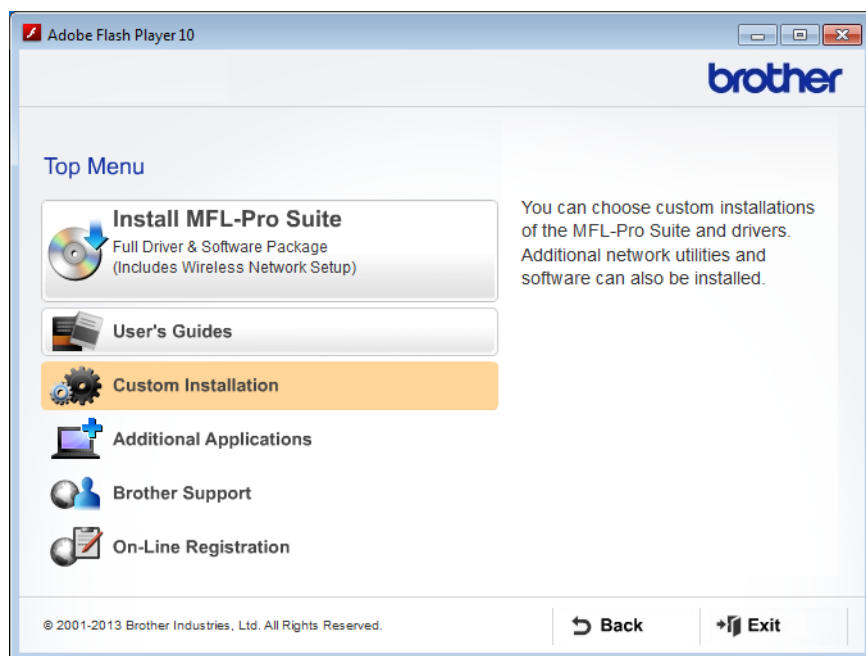 Adobe Flash Player 10
brother
Top Menu
Install MFL-Pro Suite
Full Driver & Software Package
(Includes Wireless Network Setup)
User's Guides
Custom Installation
Additional Applications
Brother Support
On-Line Registration
You can choose custom installations
of the MFL-Pro Suite and drivers.
Additional network utilities and
software can also be installed.
© 2001-2013 Brother Industries, Ltd. All Rights Reserved.
Back
Exit